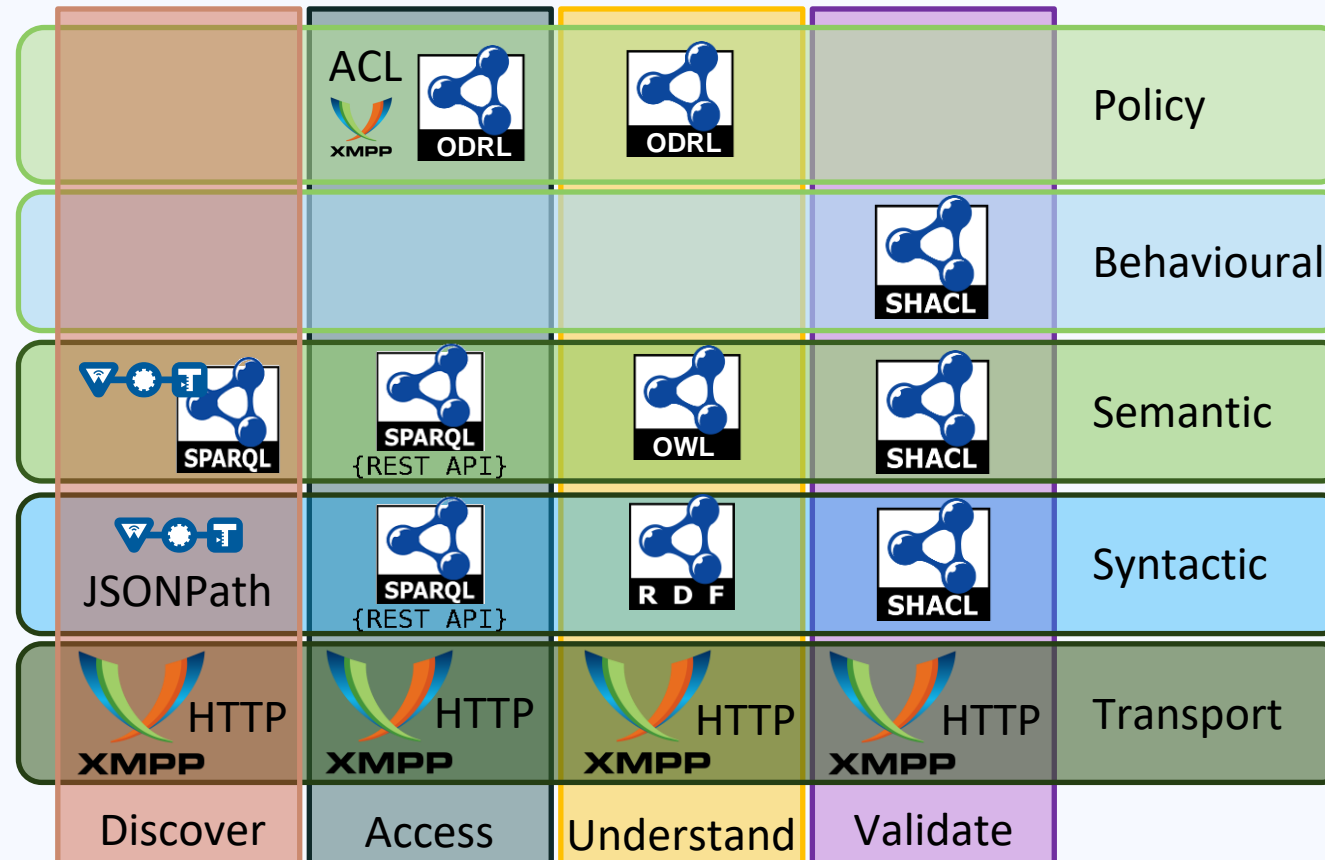 ACL
XMPP
ODRL
ODRL
Policy
SHACL
Behavioural
W-O-T
SPARQL
SPARQL
{REST API}
OWL
SHACL
Semantic
W-O-T
JSONPath
SPARQL
{REST API}
R D F
SHACL
Syntactic
XMPP HTTP
XMPP HTTP
XMPP HTTP
XMPP HTTP
Transport
Discover
Access
Understand
Validate